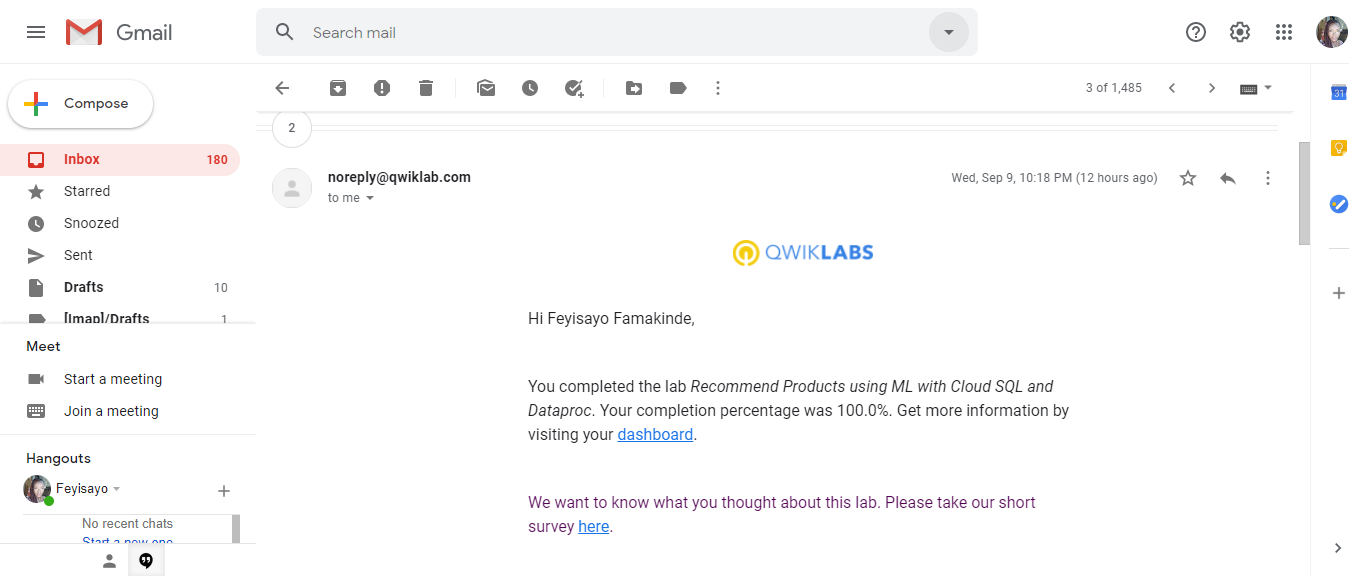 Gmail
Search mail
Compose
3 of 1,485
31
2
Inbox 180
Starred
Snoozed
Sent
Drafts 10
[Imap]/Drafts 1
Meet
Start a meeting
Join a meeting
Hangouts
Feyisayo
No recent chats
Start a new one
noreply@qwiklab.com
Wed, Sep 9, 10:18 PM (12 hours ago)
to me
QWIKLABS
Hi Feyisayo Famakinde,
You completed the lab Recommend Products using ML with Cloud SQL and
Dataproc. Your completion percentage was 100.0%. Get more information by
visiting your dashboard.
We want to know what you thought about this lab. Please take our short
survey here.